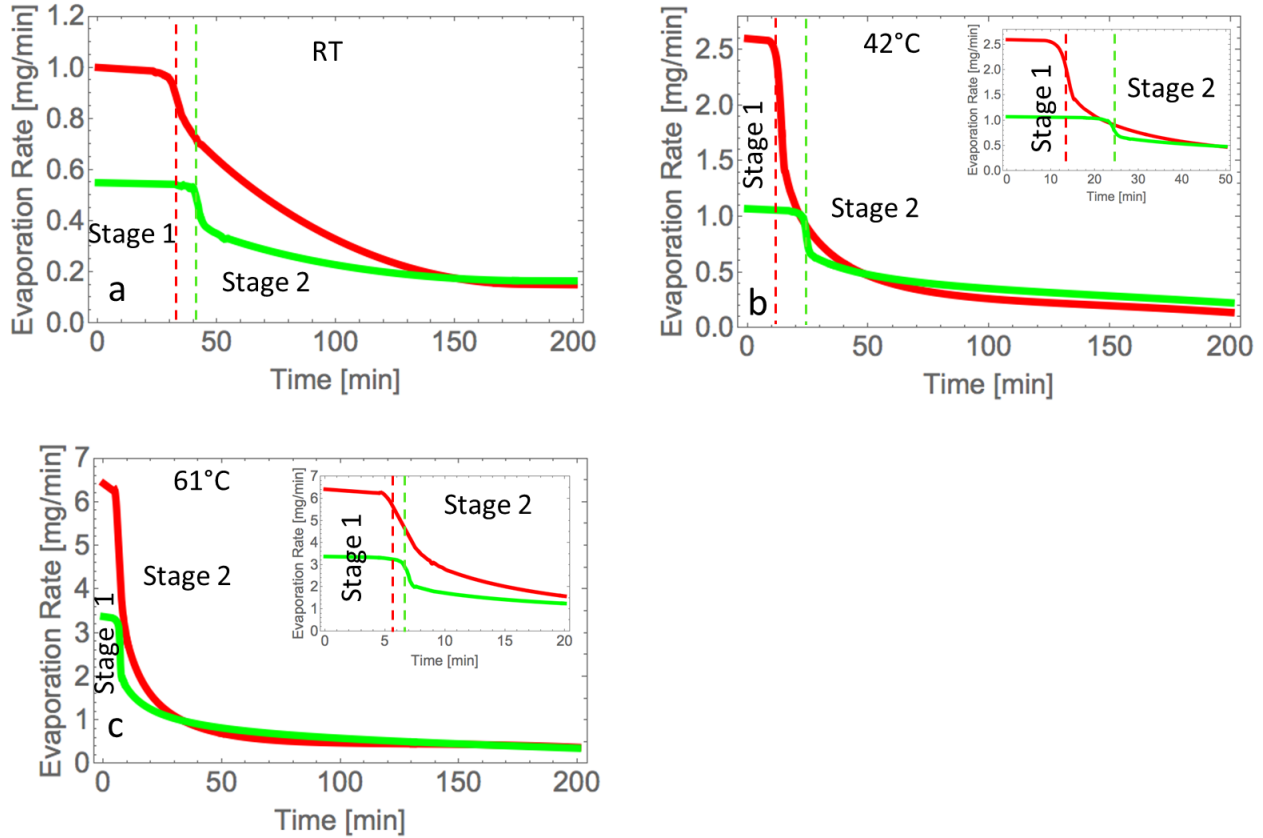 1.2
1.0
0.8
0.6
0.4
0.2
0.0
Evaporation Rate [mg/min]
RT
Stage 1
Stage 2
a
0 50 100 150 200
Time [min]
2.5
2.0
1.5
1.0
0.5
0.0
Evaporation Rate [mg/min]
42°C
Stage 1
Stage 2
b
0 50 100 150 200
Time [min]
2.5
2.0
1.5
1.0
0.5
0.0
Evaporation Rate [mg/min]
Stage 1
Stage 2
0 10 20 30 40 50
Time [min]
7
6
5
4
3
2
1
0
Evaporation Rate [mg/min]
61°C
Stage 1
Stage 2
c
0 50 100 150 200
Time [min]
7
6
5
4
3
2
1
0
Evaporation Rate [mg/min]
Stage 1
Stage 2
0 5 10 15 20
Time [min]